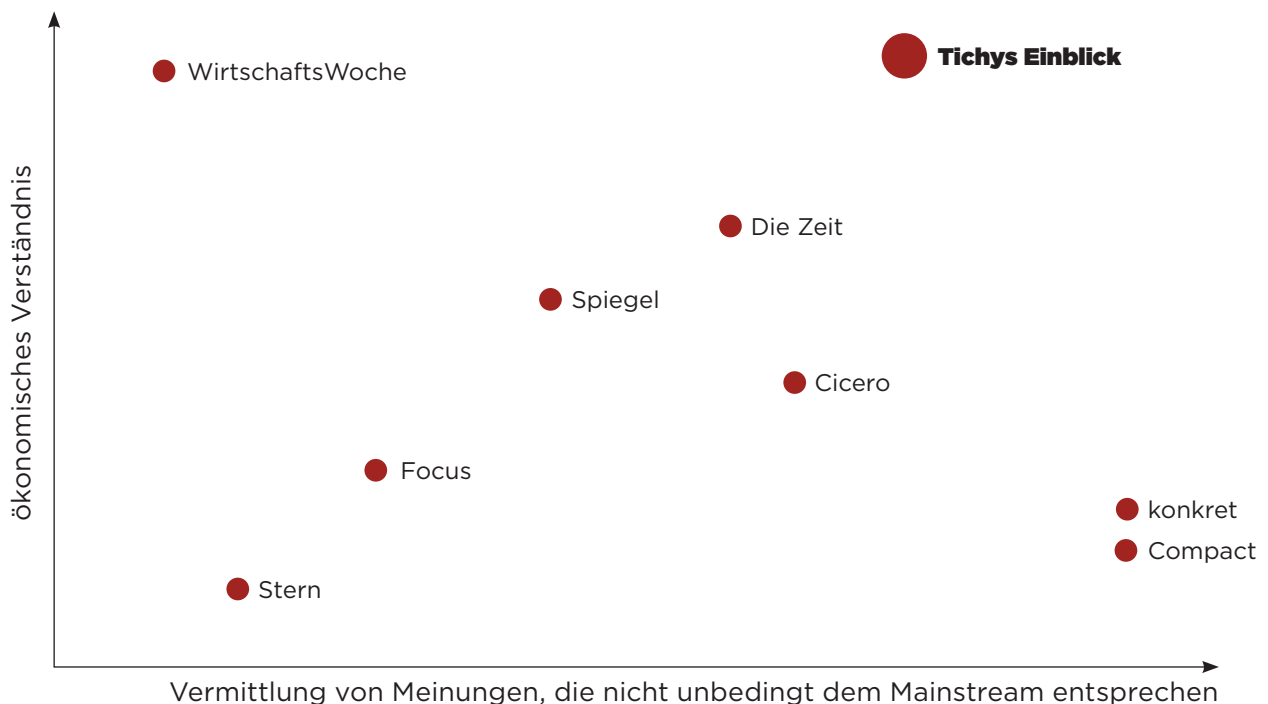 WirtschaftsWoche
Tichys Einblick
Die Zeit
Spiegel
Cicero
Focus
konkret
Compact
Stern
ökonomisches Verständnis
Vermittlung von Meinungen, die nicht unbedingt dem Mainstream entsprechen